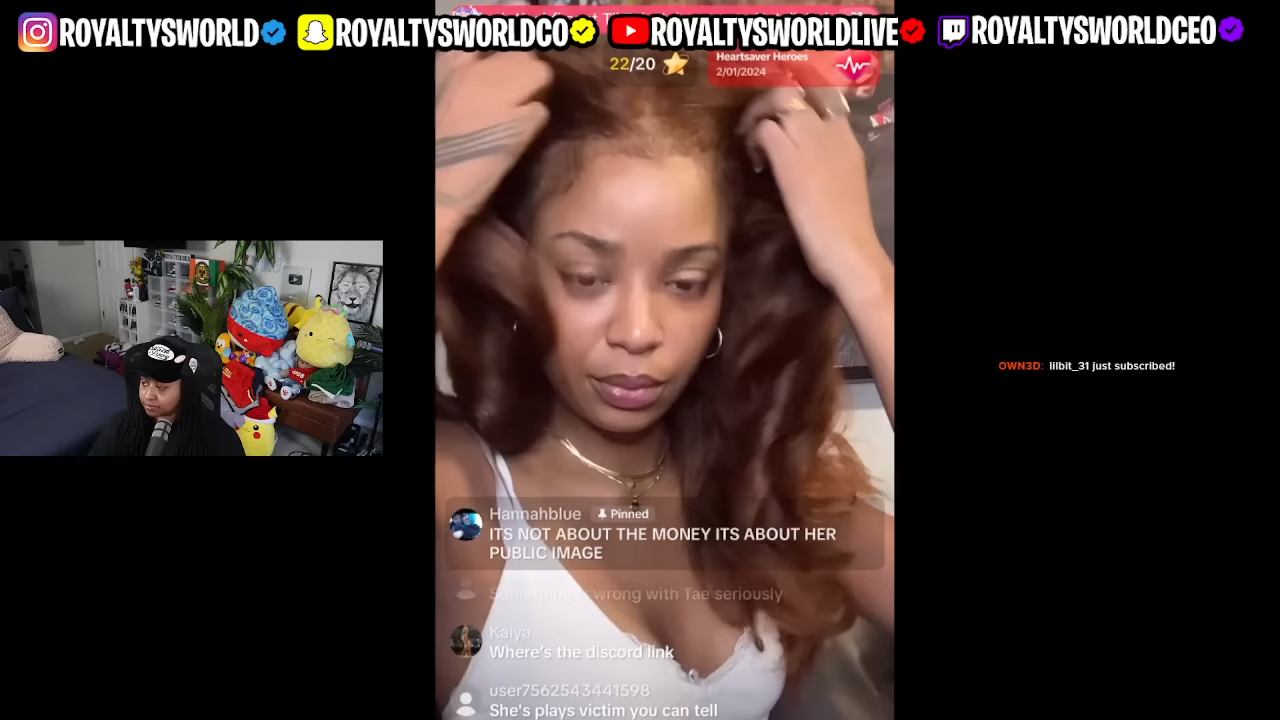 ROYALTYSWORLD ROYALTYSWORLDCO ROYALTYSWORLDLIVE ROYALTYSWORLDCEO
22/20
Heartsaver Heroes
2/01/2024
OWN3D: lilbit_31 just subscribed!
Hannahblue Pinned
ITS NOT ABOUT THE MONEY ITS ABOUT HER
PUBLIC IMAGE
Something is wrong with Tae seriously
Kaiya
Where's the discord link
user7562543441598
She's plays victim you can tell